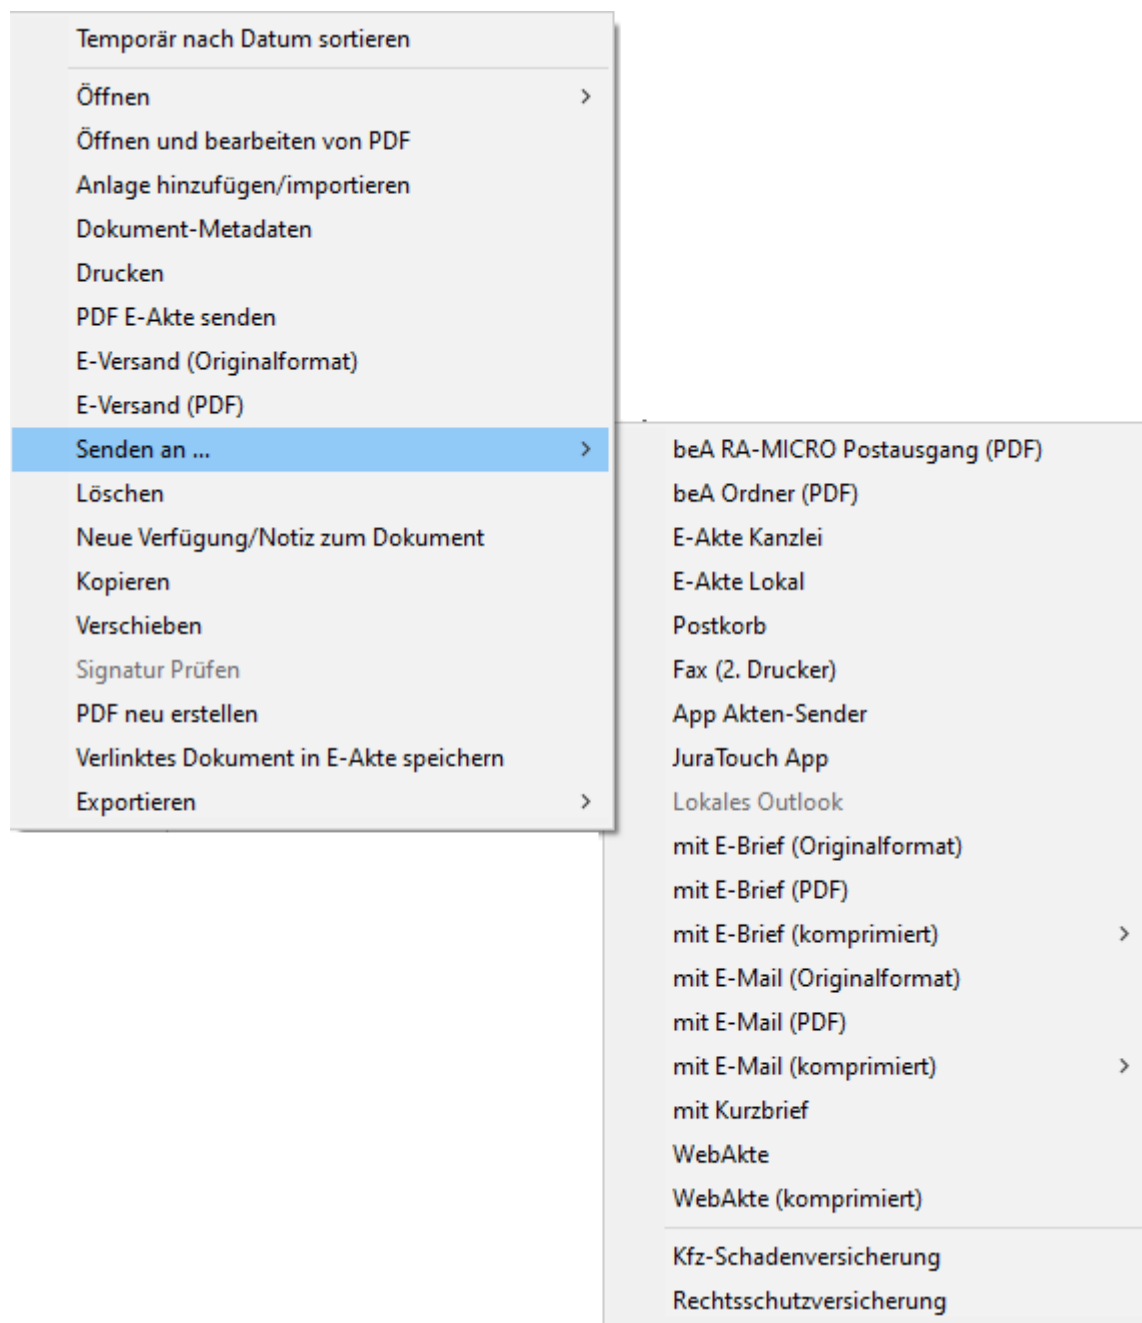 Temporär nach Datum sortieren
Öffnen
Öffnen und bearbeiten von PDF
Anlage hinzufügen/importieren
Dokument-Metadaten
Drucken
PDF E-Akte senden
E-Versand (Originalformat)
E-Versand (PDF)
Senden an ...
Löschen
Neue Verfügung/Notiz zum Dokument
Kopieren
Verschieben
Signatur Prüfen
PDF neu erstellen
Verlinktes Dokument in E-Akte speichern
Exportieren
beA RA-MICRO Postausgang (PDF)
beA Ordner (PDF)
E-Akte Kanzlei
E-Akte Lokal
Postkorb
Fax (2. Drucker)
App Akten-Sender
JuraTouch App
Lokales Outlook
mit E-Brief (Originalformat)
mit E-Brief (PDF)
mit E-Brief (komprimiert)
mit E-Mail (Originalformat)
mit E-Mail (PDF)
mit E-Mail (komprimiert)
mit Kurzbrief
WebAkte
WebAkte (komprimiert)
Kfz-Schadenversicherung
Rechtsschutzversicherung